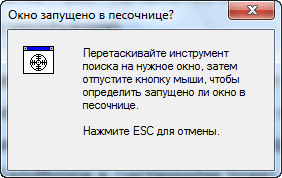 Окно запущено в песочнице?
Перетаскивайте инструмент
поиска на нужное окно, затем
отпустите кнопку мыши, чтобы
определить запущено ли окно в
песочнице.
Нажмите ESC для отмены.